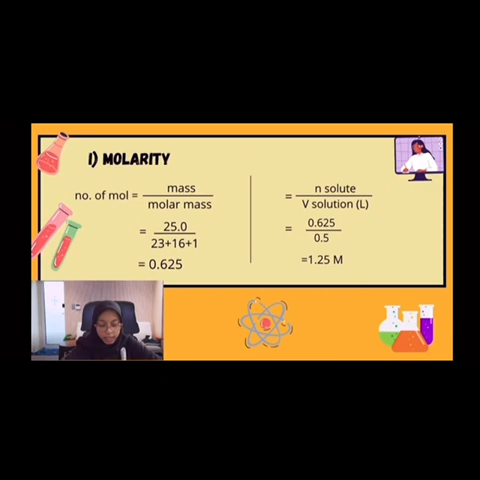 I) MOLARITY
no. of mol = mass
molar mass
= 25.0
23+16+1
= 0.625
= n solute
V solution (L)
= 0.625
0.5
=1.25 M